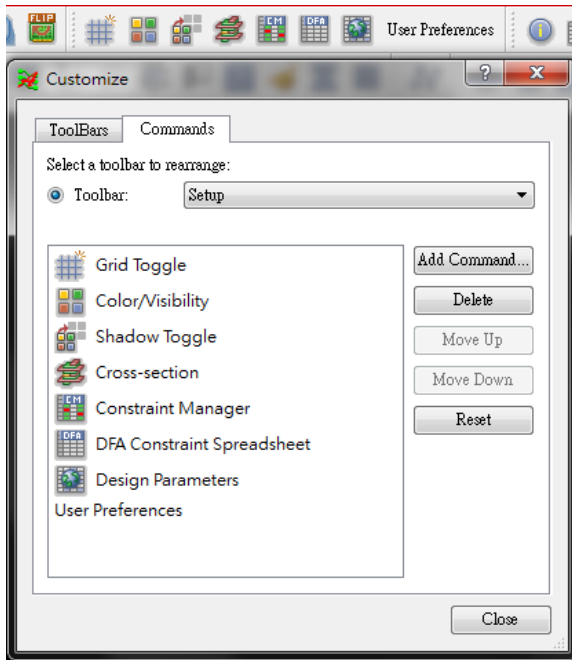 FLIP
CM
DFA
User Preferences
Customize
ToolBars
Commands
Select a toolbar to rearrange:
Toolbar:
Setup
Grid Toggle
Add Command...
Color/Visibility
Delete
Shadow Toggle
Move Up
Cross-section
Move Down
CM
Constraint Manager
Reset
DFA
DFA Constraint Spreadsheet
Design Parameters
User Preferences
Close